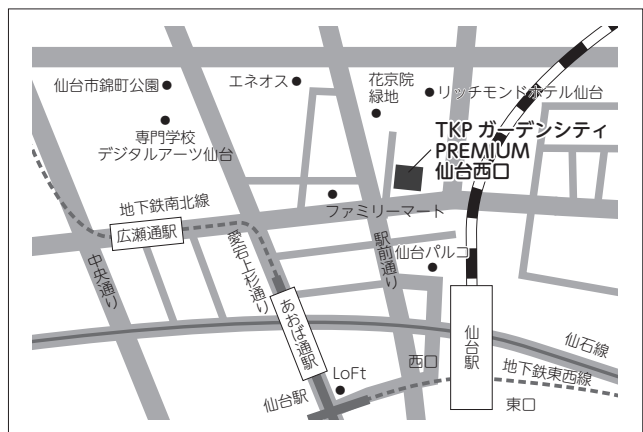 仙台市錦町公園
エネオス
花京院
緑地
リッチモンドホテル仙台
専門学校
デジタルアーツ仙台
TKP ガーデンシティ
PREMIUM
仙台西口
地下鉄南北線
ファミリーマート
広瀬通駅
愛宕上杉通り
駅前通り
仙台パルコ
中央通り
あおば通駅
仙台駅
仙石線
LoFt
西口
地下鉄東西線
仙台駅
東口